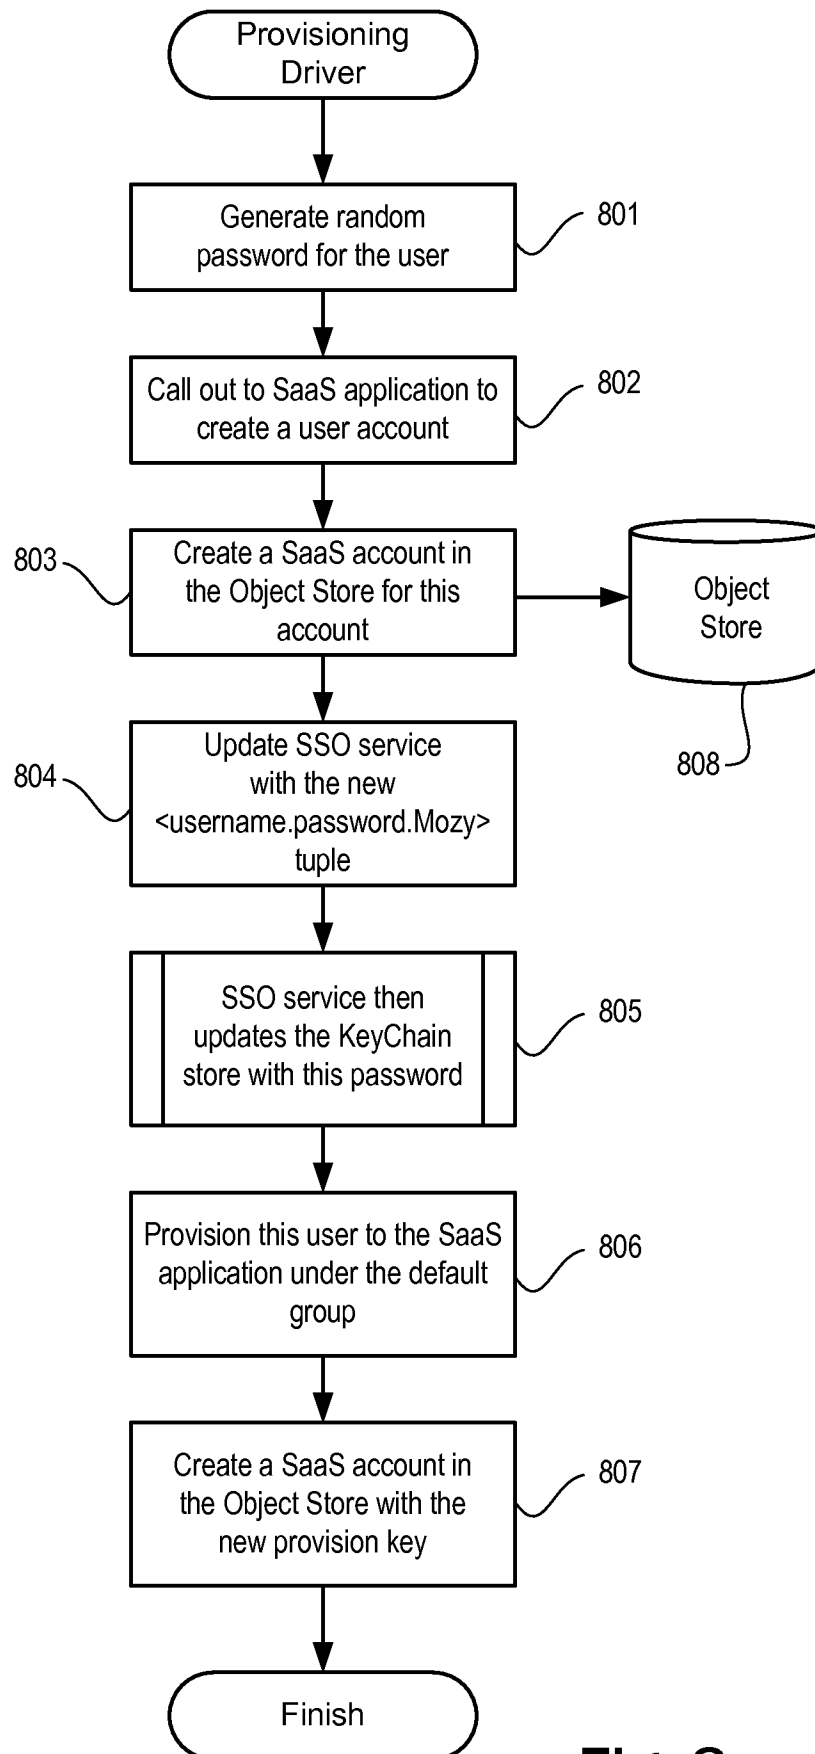 Provisioning
Driver
Generate random
password for the user
801
Call out to SaaS application to
create a user account
802
803
Create a SaaS account in
the Object Store for this
account
Object
Store
808
804
Update SSO service
with the new
<username.password.Mozy>
tuple
SSO service then
updates the KeyChain
store with this password
805
Provision this user to the SaaS
application under the default
group
806
Create a SaaS account in
the Object Store with the
new provision key
807
Finish